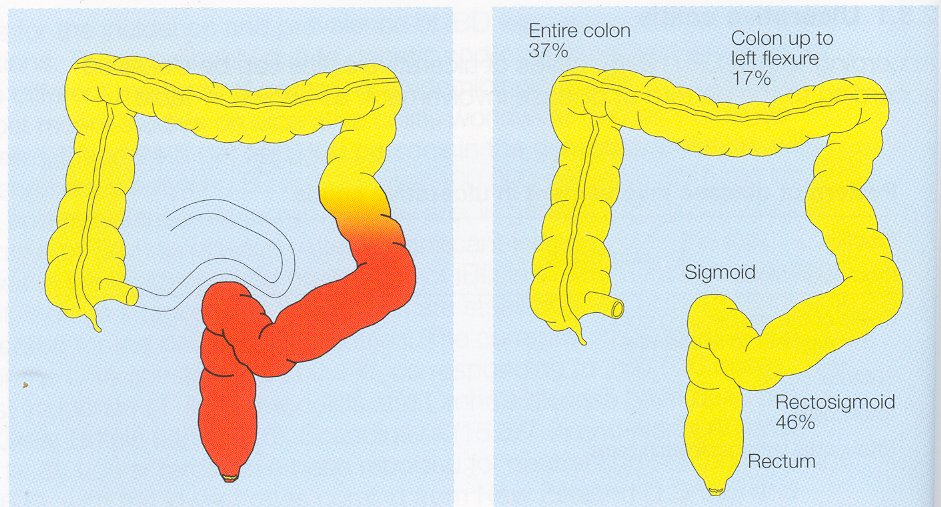 Entire colon
37%
Colon up to
left flexure
17%
Sigmoid
Rectosigmoid
46%
Rectum